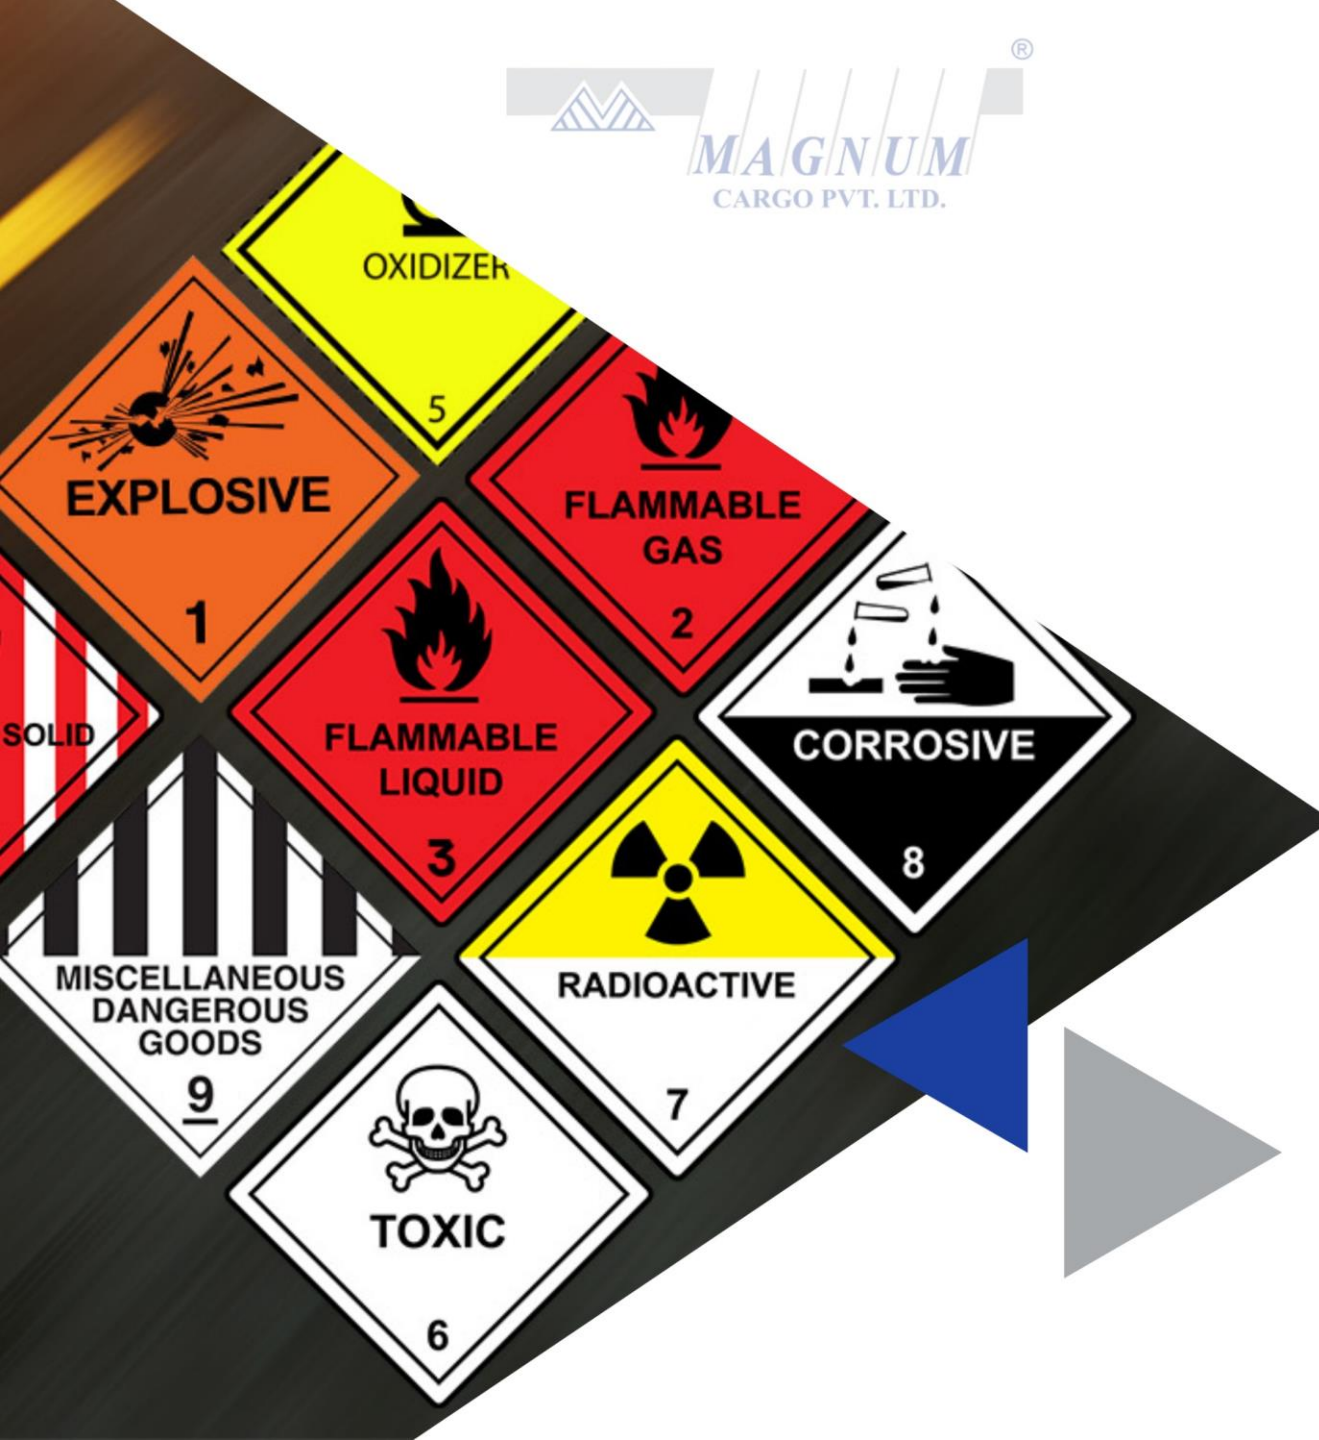 ®
MAGNUM
CARGO PVT. LTD.
OXIDIZER
5
EXPLOSIVE
1
FLAMMABLE
GAS
2
SOLID
FLAMMABLE
LIQUID
3
CORROSIVE
8
MISCELLANEOUS
DANGEROUS
GOODS
9
RADIOACTIVE
7
TOXIC
6